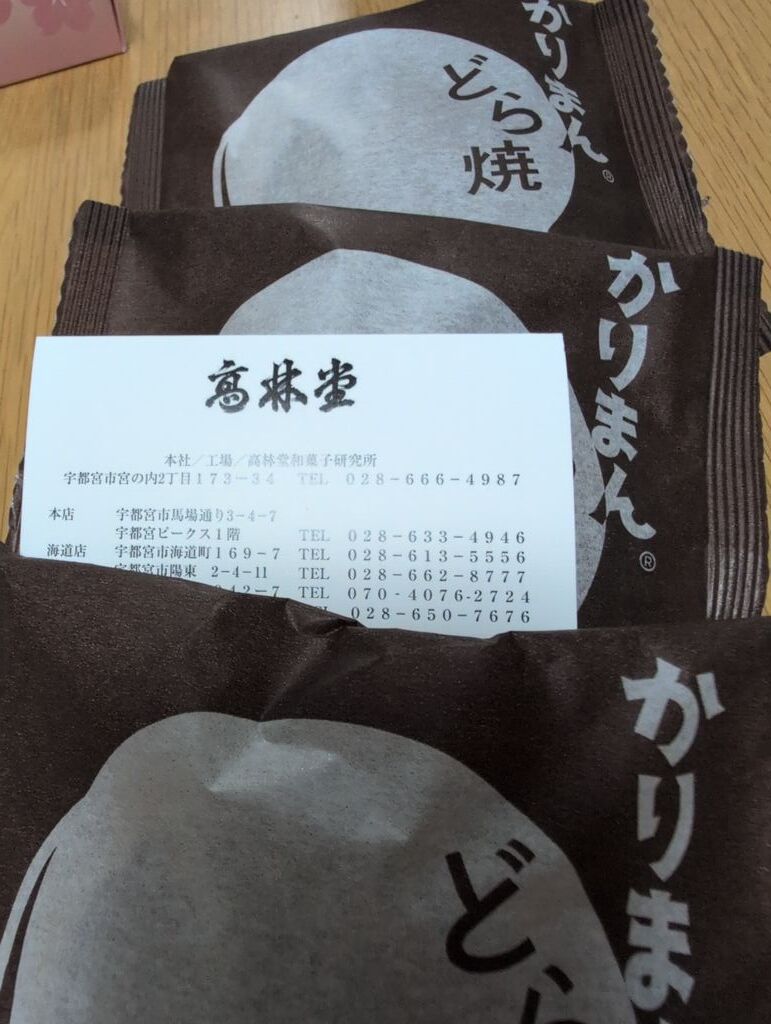 かりまん®
どら焼
かりまん®
高林堂
本社／工場／高林堂和菓子研究所
宇都宮市宮の内2丁目173-34 TEL 028-666-4987
本店 宇都宮市馬場通り3-4-7
宇都宮ピークス1階 TEL 028-633-4946
海道店 宇都宮市海道町169-7 TEL 028-613-5556
宇都宮市陽東 2-4-11 TEL 028-662-8777
-7 TEL 070-4076-2724
TEL 028-650-7676
かりま
どら